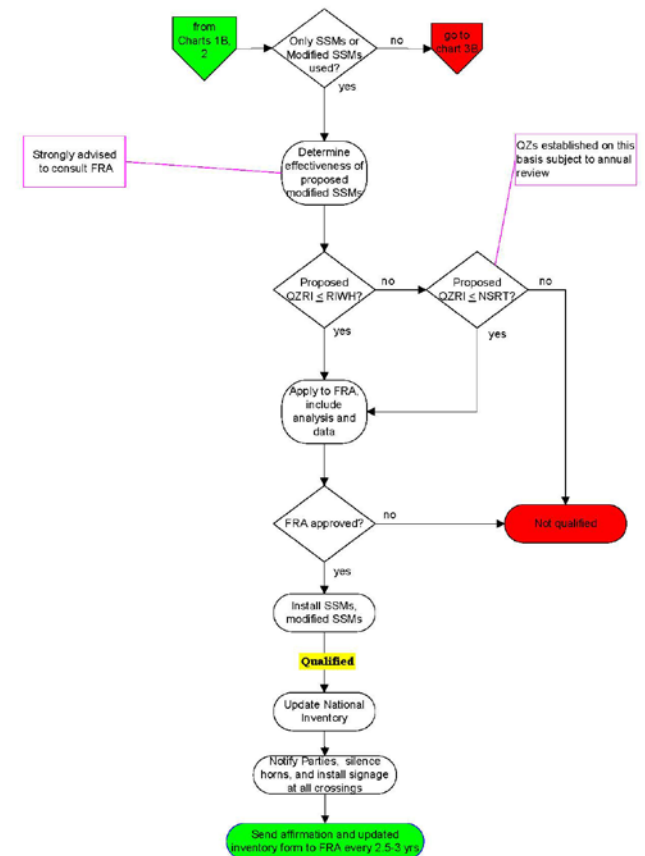 from
Charts 1B,
2
Only SSMs or
Modified SSMs
used?
no
go to
chart 3B
yes
Strongly advised
to consult FRA
Determine
effectiveness of
proposed
modified SSMs
QZs established on this
basis subject to annual
review
Proposed
QZRI ≤ RIWH?
no
Proposed
QZRI ≤ NSRT?
no
yes
yes
Apply to FRA,
include
analysis and
data
FRA approved?
no
Not qualified
yes
Install SSMs,
modified SSMs
Qualified
Update National
Inventory
Notify Parties, silence
horns, and install signage
at all crossings
Send affirmation and updated
inventory form to FRA every 2.5-3 yrs